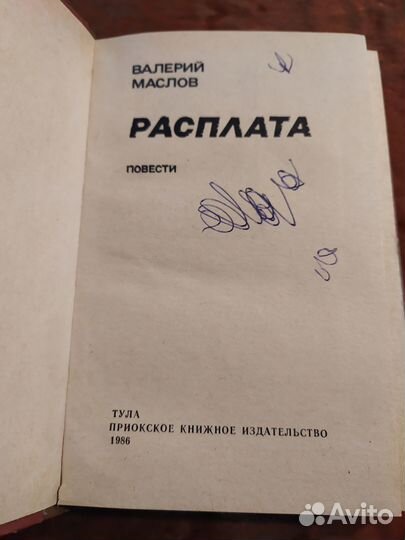 ВАЛЕРИЙ
МАСЛОВ
РАСПЛАТА
ПОВЕСТИ
ТУЛА
ПРИОКСКОЕ КНИЖНОЕ ИЗДАТЕЛЬСТВО
1986
Avito